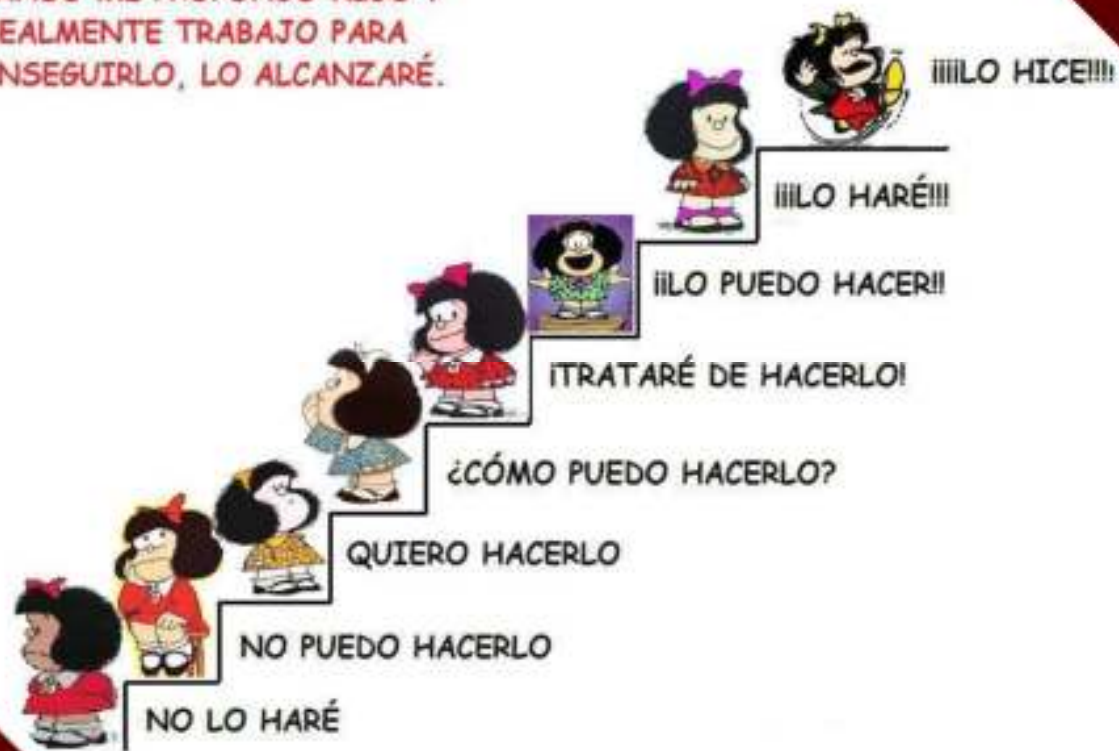 EALMENTE TRABAJO PARA
NSEGUIRLO, LO ALCANZARÉ.
¡¡¡¡LO HICE!!!!
¡¡¡LO HARÉ!!!
¡¡LO PUEDO HACER!!
¡TRATARÉ DE HACERLO!
¿CÓMO PUEDO HACERLO?
QUIERO HACERLO
NO PUEDO HACERLO
NO LO HARÉ